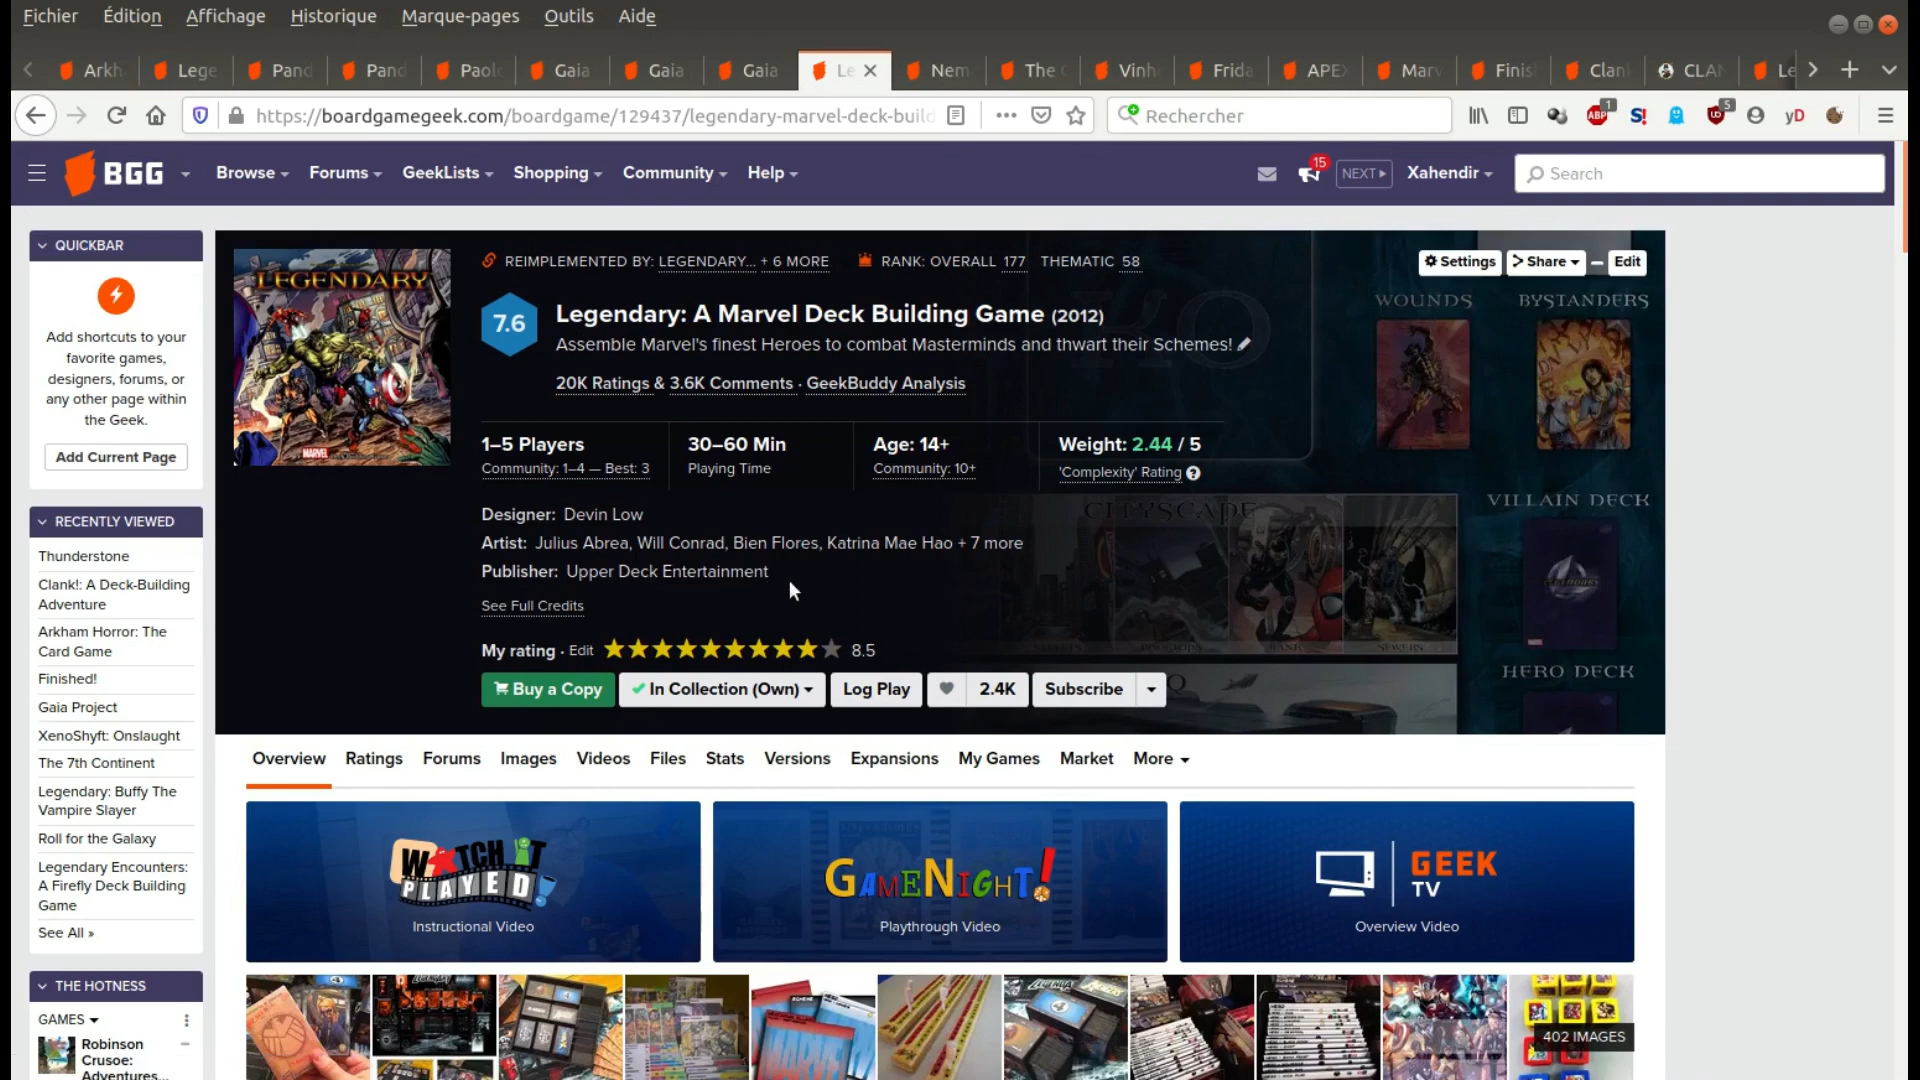 Fichier Édition Affichage Historique Marque-pages Outils Aide
Arkh Lege Pand Pand Paol Gaia Gaia Gaia Le Nem The Vinh Frida APEX Marv Finis Clan CLA Le
https://boardgamegeek.com/boardgame/129437/legendary-marvel-deck-build
Rechercher
ABP 1 S! 5 yD
BGG Browse Forums GeekLists Shopping Community Help 15 NEXT Xahendir Search
QUICKBAR
Add shortcuts to your
favorite games,
designers, forums, or
any other page within
the Geek.
Add Current Page
RECENTLY VIEWED
Thunderstone
Clank!: A Deck-Building
Adventure
Arkham Horror: The
Card Game
Finished!
Gaia Project
XenoShyft: Onslaught
The 7th Continent
Legendary: Buffy The
Vampire Slayer
Roll for the Galaxy
Legendary Encounters:
A Firefly Deck Building
Game
See All »
THE HOTNESS
GAMES
Robinson
Crusoe:
Adventures...
LEGENDARY
MARVEL
REIMPLEMENTED BY: LEGENDARY... + 6 MORE RANK: OVERALL 177 THEMATIC 58
Settings Share Edit
7.6
Legendary: A Marvel Deck Building Game (2012)
Assemble Marvel's finest Heroes to combat Masterminds and thwart their Schemes!
20K Ratings & 3.6K Comments · GeekBuddy Analysis
1–5 Players 30–60 Min Age: 14+ Weight: 2.44 / 5
Community: 1–4 — Best: 3 Playing Time Community: 10+ 'Complexity' Rating
Designer: Devin Low
Artist: Julius Abrea, Will Conrad, Bien Flores, Katrina Mae Hao + 7 more
Publisher: Upper Deck Entertainment
See Full Credits
My rating · Edit 8.5
Buy a Copy In Collection (Own) Log Play 2.4K Subscribe
KO
WOUNDS BYSTANDERS
CITYSCAPE
VILLAIN DECK
HERO DECK
Overview Ratings Forums Images Videos Files Stats Versions Expansions My Games Market More
WATCH IT
PLAYED!
Instructional Video
GAMENIGHT!
Playthrough Video
GEEK
TV
Overview Video
402 IMAGES